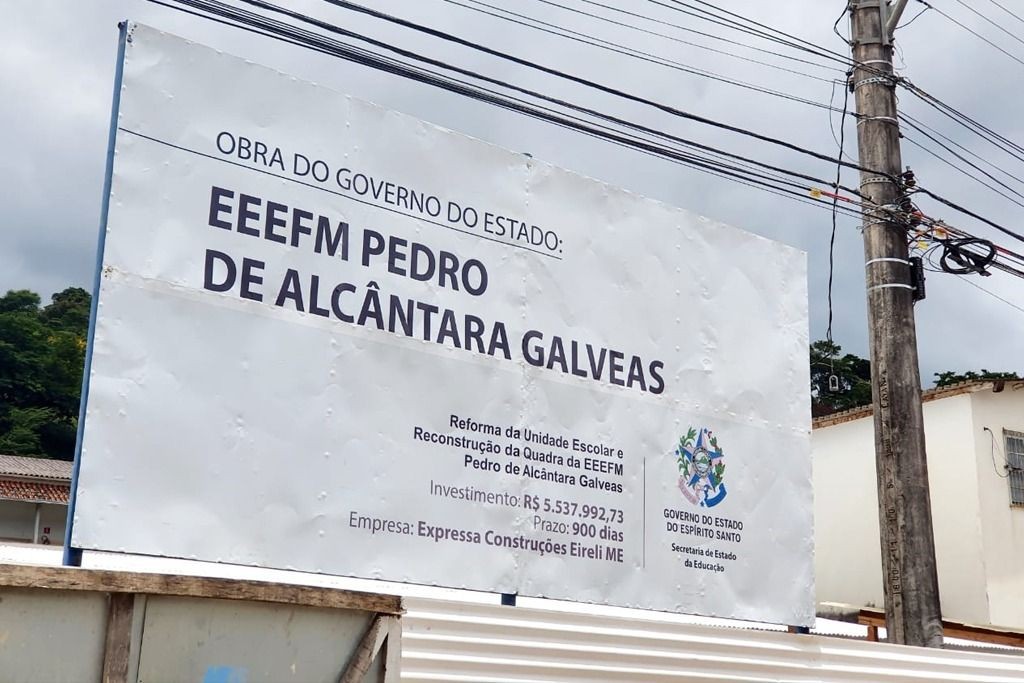 OBRA DO GOVERNO DO ESTADO:
EEEFM PEDRO
DE ALCÂNTARA GALVEAS
Reforma da Unidade Escolar e
Reconstrução da Quadra da EEEFM
Pedro de Alcântara Galveas
Investimento: R$ 5.537.992,73
Prazo: 900 dias
Empresa: Expressa Construções Eireli ME
GOVERNO DO ESTADO
DO ESPÍRITO SANTO
Secretaria de Estado
da Educação